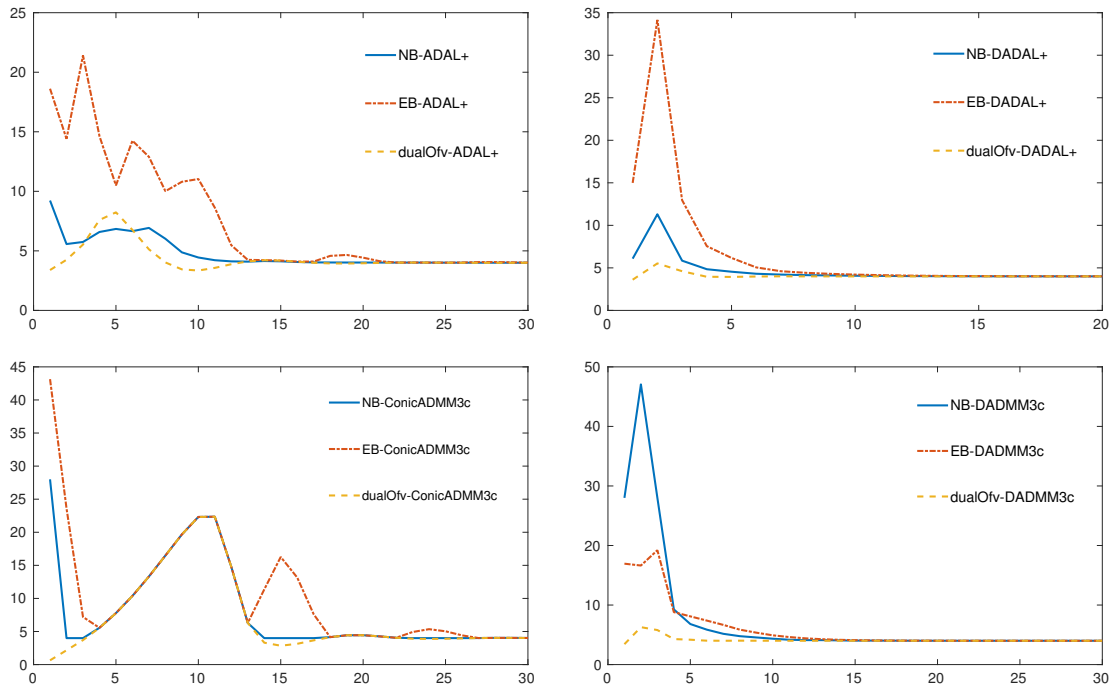 25
20
15
10
5
0
NB-ADAL+
EB-ADAL+
dualOfv-ADAL+
0 5 10 15 20 25 30
35
30
25
20
15
10
5
0
NB-DADAL+
EB-DADAL+
dualOfv-DADAL+
0 5 10 15 20
45
40
35
30
25
20
15
10
5
0
NB-ConicADMM3c
EB-ConicADMM3c
dualOfv-ConicADMM3c
0 5 10 15 20 25 30
50
40
30
20
10
0
NB-DADMM3c
EB-DADMM3c
dualOfv-DADMM3c
0 5 10 15 20 25 30